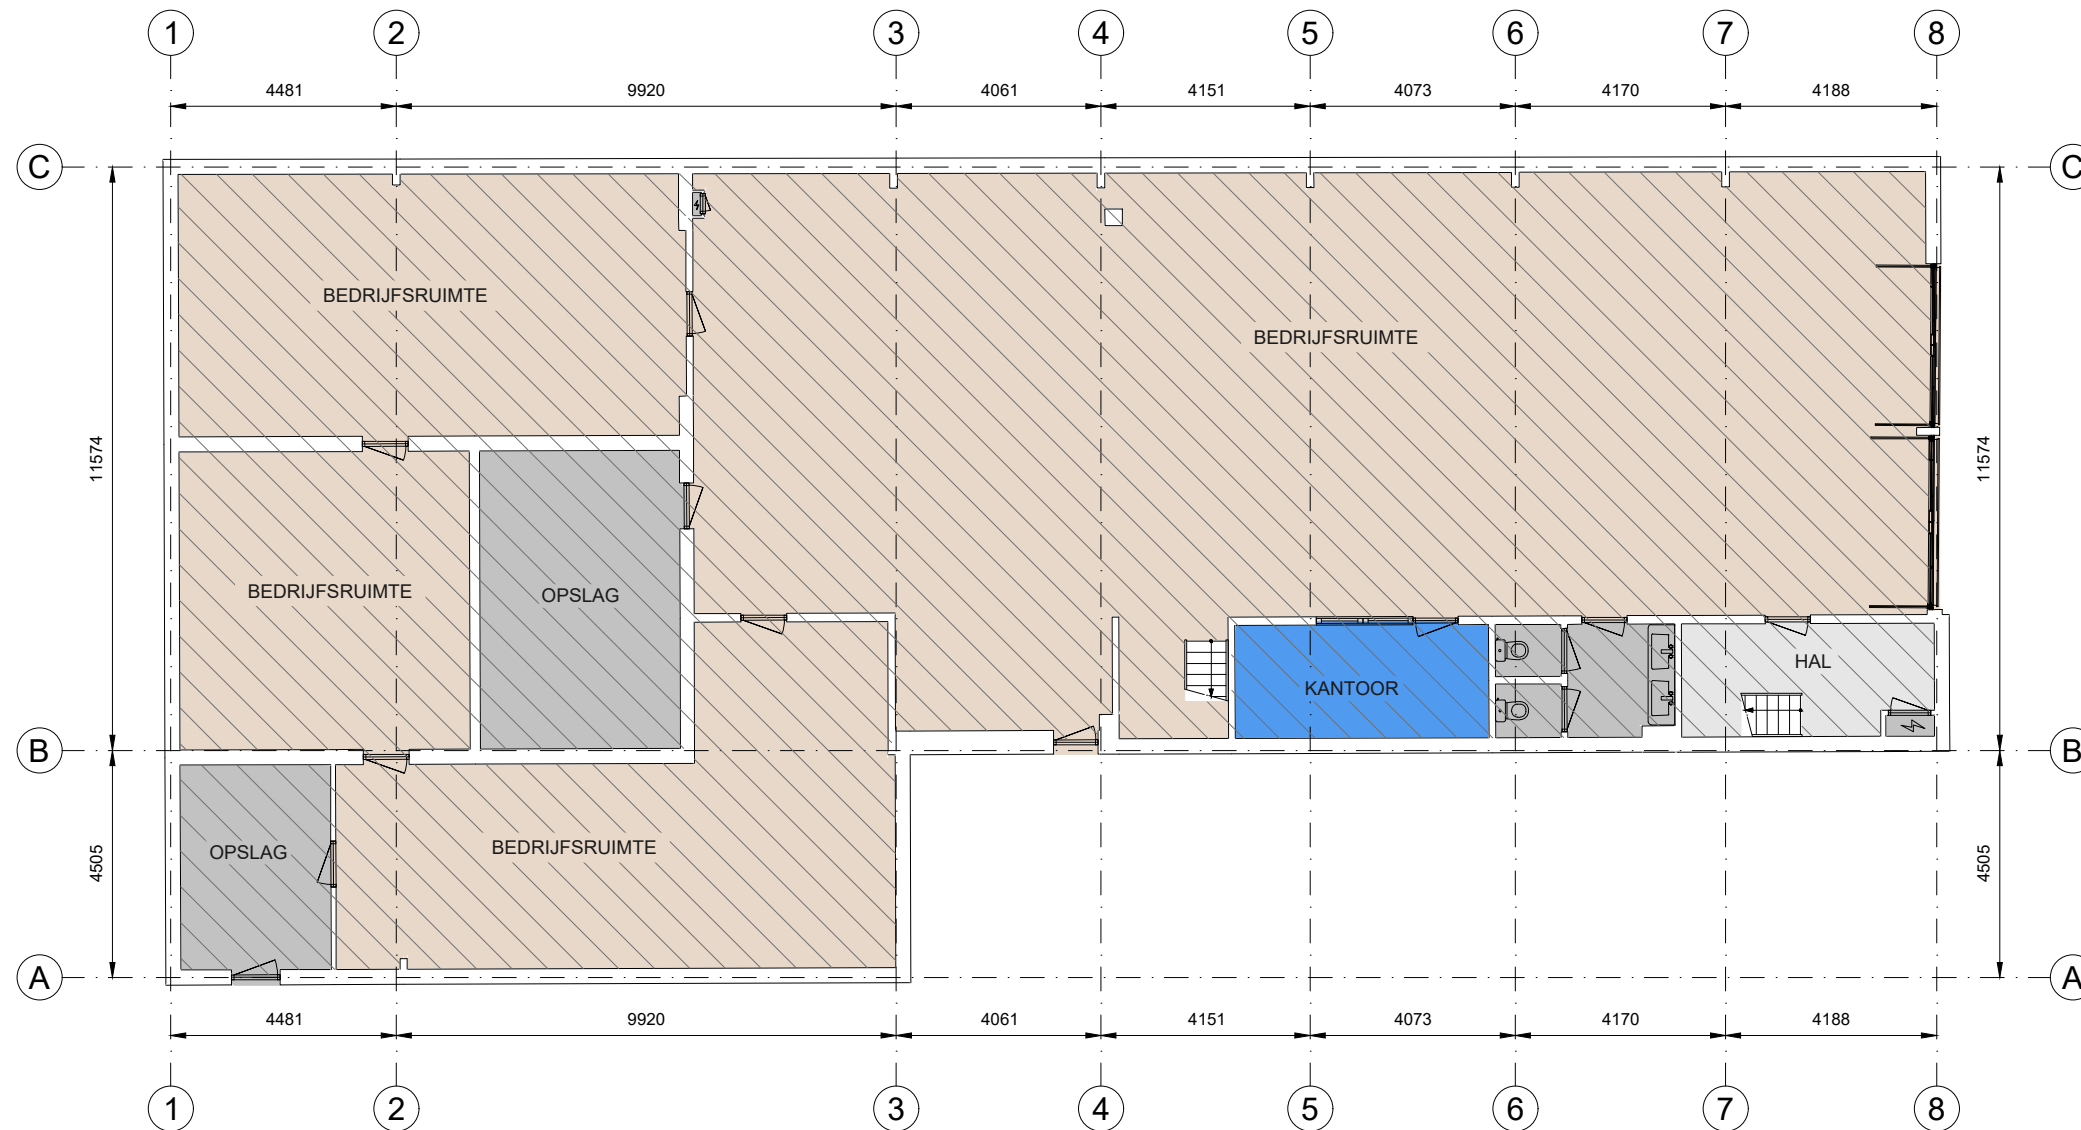 1 2 3 4 5 6 7 8
4481 9920 4061 4151 4073 4170 4188
C C
BEDRIJFSRUIMTE
BEDRIJFSRUIMTE
11574 11574
BEDRIJFSRUIMTE OPSLAG
HAL
KANTOOR
B B
BEDRIJFSRUIMTE
OPSLAG
4505 4505
A A
4481 9920 4061 4151 4073 4170 4188
1 2 3 4 5 6 7 8